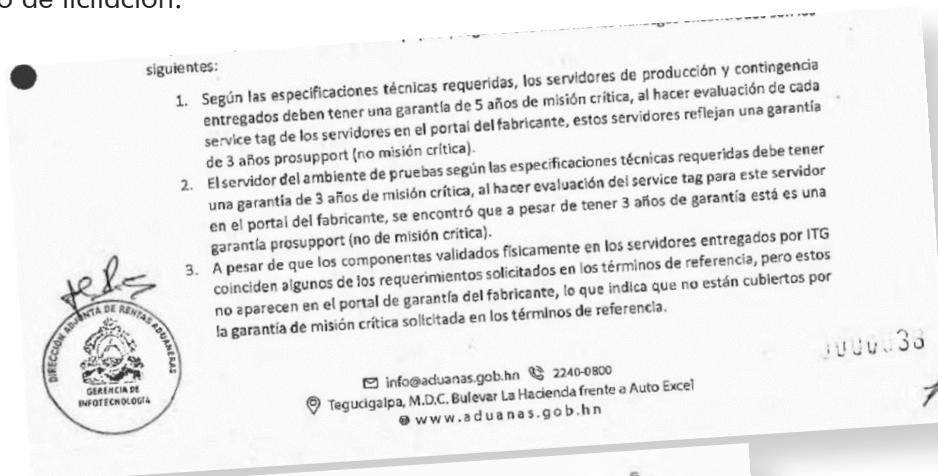 o de licitación.
siguientes:
1. Según las especificaciones técnicas requeridas, los servidores de producción y contingencia
entregados deben tener una garantía de 5 años de misión crítica, al hacer evaluación de cada
service tag de los servidores en el portal del fabricante, estos servidores reflejan una garantía
de 3 años prosupport (no misión crítica).
2. El servidor del ambiente de pruebas según las especificaciones técnicas requeridas debe tener
una garantía de 3 años de misión crítica, al hacer evaluación del service tag para este servidor
en el portal del fabricante, se encontró que a pesar de tener 3 años de garantía está es una
garantía prosupport (no de misión crítica).
3. A pesar de que los componentes validados físicamente en los servidores entregados por ITG
coinciden algunos de los requerimientos solicitados en los términos de referencia, pero estos
no aparecen en el portal de garantía del fabricante, lo que indica que no están cubiertos por
la garantía de misión crítica solicitada en los términos de referencia.
DIRECCIÓN ADJUNTA DE RENTAS ADUANERAS
GERENCIA DE
INFOTECNOLOGÍA
info@aduanas.gob.hn 2240-0800
Tegucigalpa, M.D.C. Bulevar La Hacienda frente a Auto Excel
www.aduanas.gob.hn